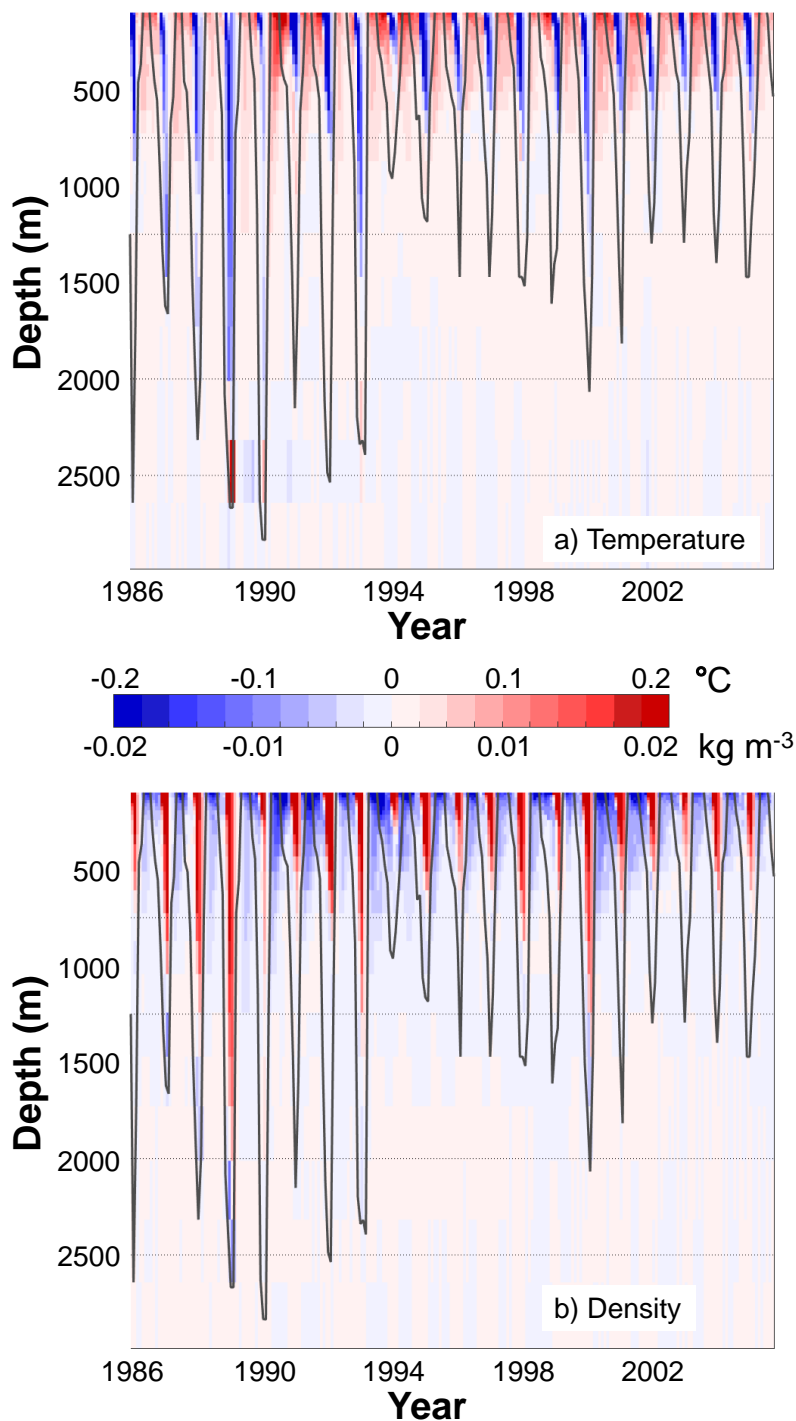 500
1000
1500
2000
2500
Depth (m)
a) Temperature
1986 1990 1994 1998 2002
Year
-0.2 -0.1 0 0.1 0.2 °C
-0.02 -0.01 0 0.01 0.02 kg m-3
500
1000
1500
2000
2500
Depth (m)
b) Density
1986 1990 1994 1998 2002
Year